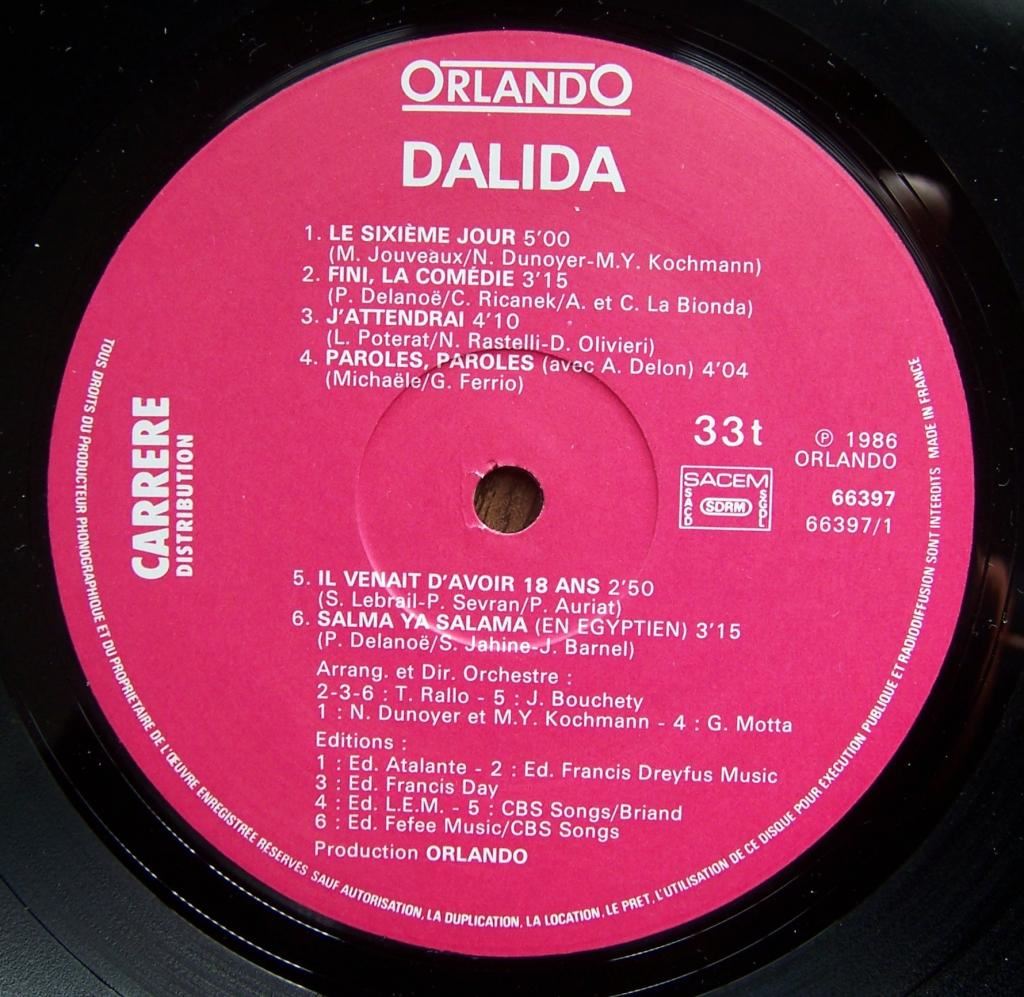 ORLANDO
DALIDA
1. LE SIXIÈME JOUR 5'00
(M. Jouveaux/N. Dunoyer-M.Y. Kochmann)
2. FINI, LA COMÉDIE 3'15
(P. Delanoë/C. Ricanek/A. et C. La Bionda)
3. J'ATTENDRAI 4'10
(L. Poterat/N. Rastelli-D. Olivieri)
4. PAROLES, PAROLES (avec A. Delon) 4'04
(Michaële/G. Ferrio)
CARRERE
DISTRIBUTION
33t
℗ 1986
ORLANDO
SACEM
SACD
SDRM
SGDL
66397
66397/1
5. IL VENAIT D'AVOIR 18 ANS 2'50
(S. Lebrail-P. Sevran/P. Auriat)
6. SALMA YA SALAMA (EN EGYPTIEN) 3'15
(P. Delanoë/S. Jahine-J. Barnel)
Arrang. et Dir. Orchestre :
2-3-6 : T. Rallo - 5 : J. Bouchety
1 : N. Dunoyer et M.Y. Kochmann - 4 : G. Motta
Editions :
1 : Ed. Atalante - 2 : Ed. Francis Dreyfus Music
3 : Ed. Francis Day
4 : Ed. L.E.M. - 5 : CBS Songs/Briand
6 : Ed. Fefee Music/CBS Songs
Production ORLANDO
TOUS DROITS DU PRODUCTEUR PHONOGRAPHIQUE ET DU PROPRIETAIRE DE L'ŒUVRE ENREGISTREE RESERVES SAUF AUTORISATION, LA DUPLICATION, LA LOCATION, LE PRET, L'UTILISATION DE CE DISQUE POUR EXECUTION PUBLIQUE ET RADIODIFFUSION SONT INTERDITS MADE IN FRANCE